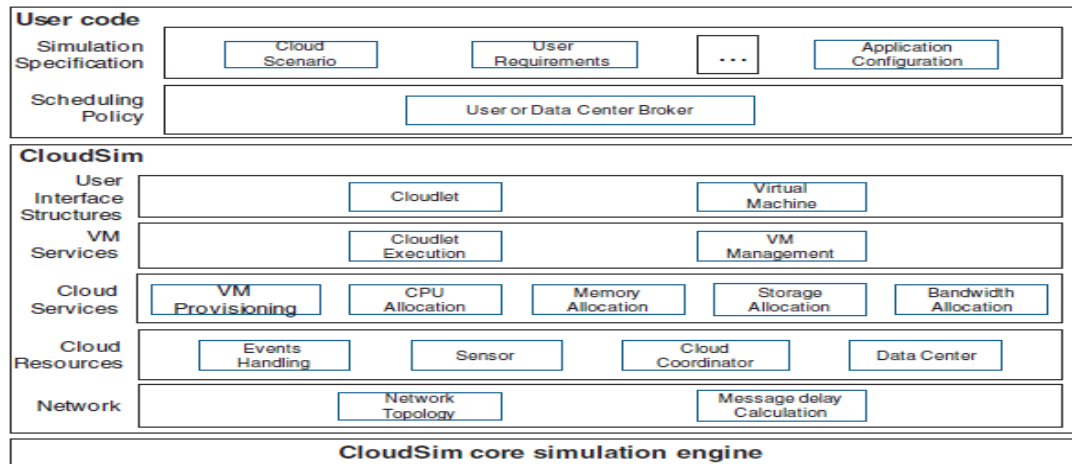 User code
Simulation
Specification
Cloud
Scenario
User
Requirements
...
Application
Configuration
Scheduling
Policy
User or Data Center Broker
CloudSim
User
Interface
Structures
Cloudlet
Virtual
Machine
VM
Services
Cloudlet
Execution
VM
Management
Cloud
Services
VM
Provisioning
CPU
Allocation
Memory
Allocation
Storage
Allocation
Bandwidth
Allocation
Cloud
Resources
Events
Handling
Sensor
Cloud
Coordinator
Data Center
Network
Network
Topology
Message delay
Calculation
CloudSim core simulation engine